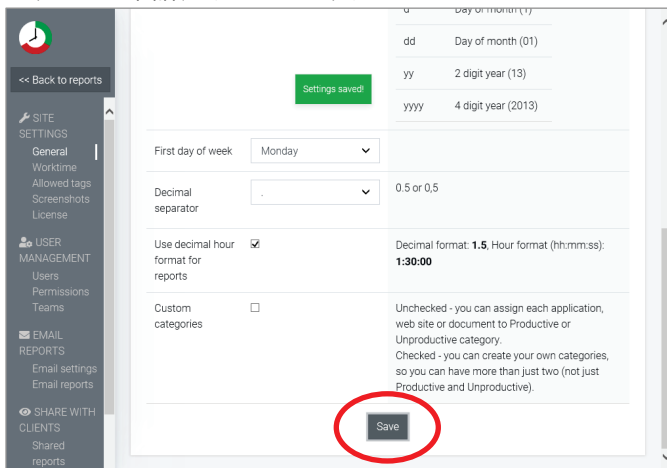 d Day of month (1)
<< Back to reports
dd Day of month (01)
yy 2 digit year (13)
Settings saved!
yyyy 4 digit year (2013)
SITE
SETTINGS
General
Worktime
Allowed tags
Screenshots
License
USER
MANAGEMENT
Users
Permissions
Teams
EMAIL
REPORTS
Email settings
Email reports
SHARE WITH
CLIENTS
Shared
reports
First day of week Monday
Decimal
separator
. 0.5 or 0,5
Use decimal hour
format for
reports
Decimal format: 1.5, Hour format (hh:mm:ss):
1:30:00
Custom
categories
Unchecked - you can assign each application,
web site or document to Productive or
Unproductive category.
Checked - you can create your own categories,
so you can have more than just two (not just
Productive and Unproductive).
Save